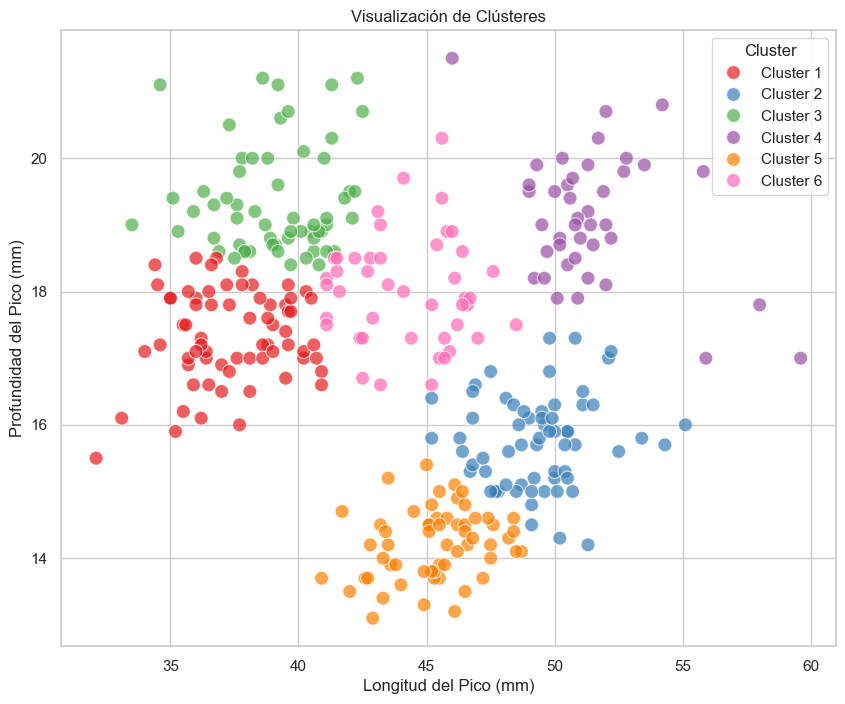 Visualización de Clústeres
Cluster
Cluster 1
Cluster 2
Cluster 3
Cluster 4
Cluster 5
Cluster 6
Profundidad del Pico (mm)
20
18
16
14
35
40
45
50
55
60
Longitud del Pico (mm)